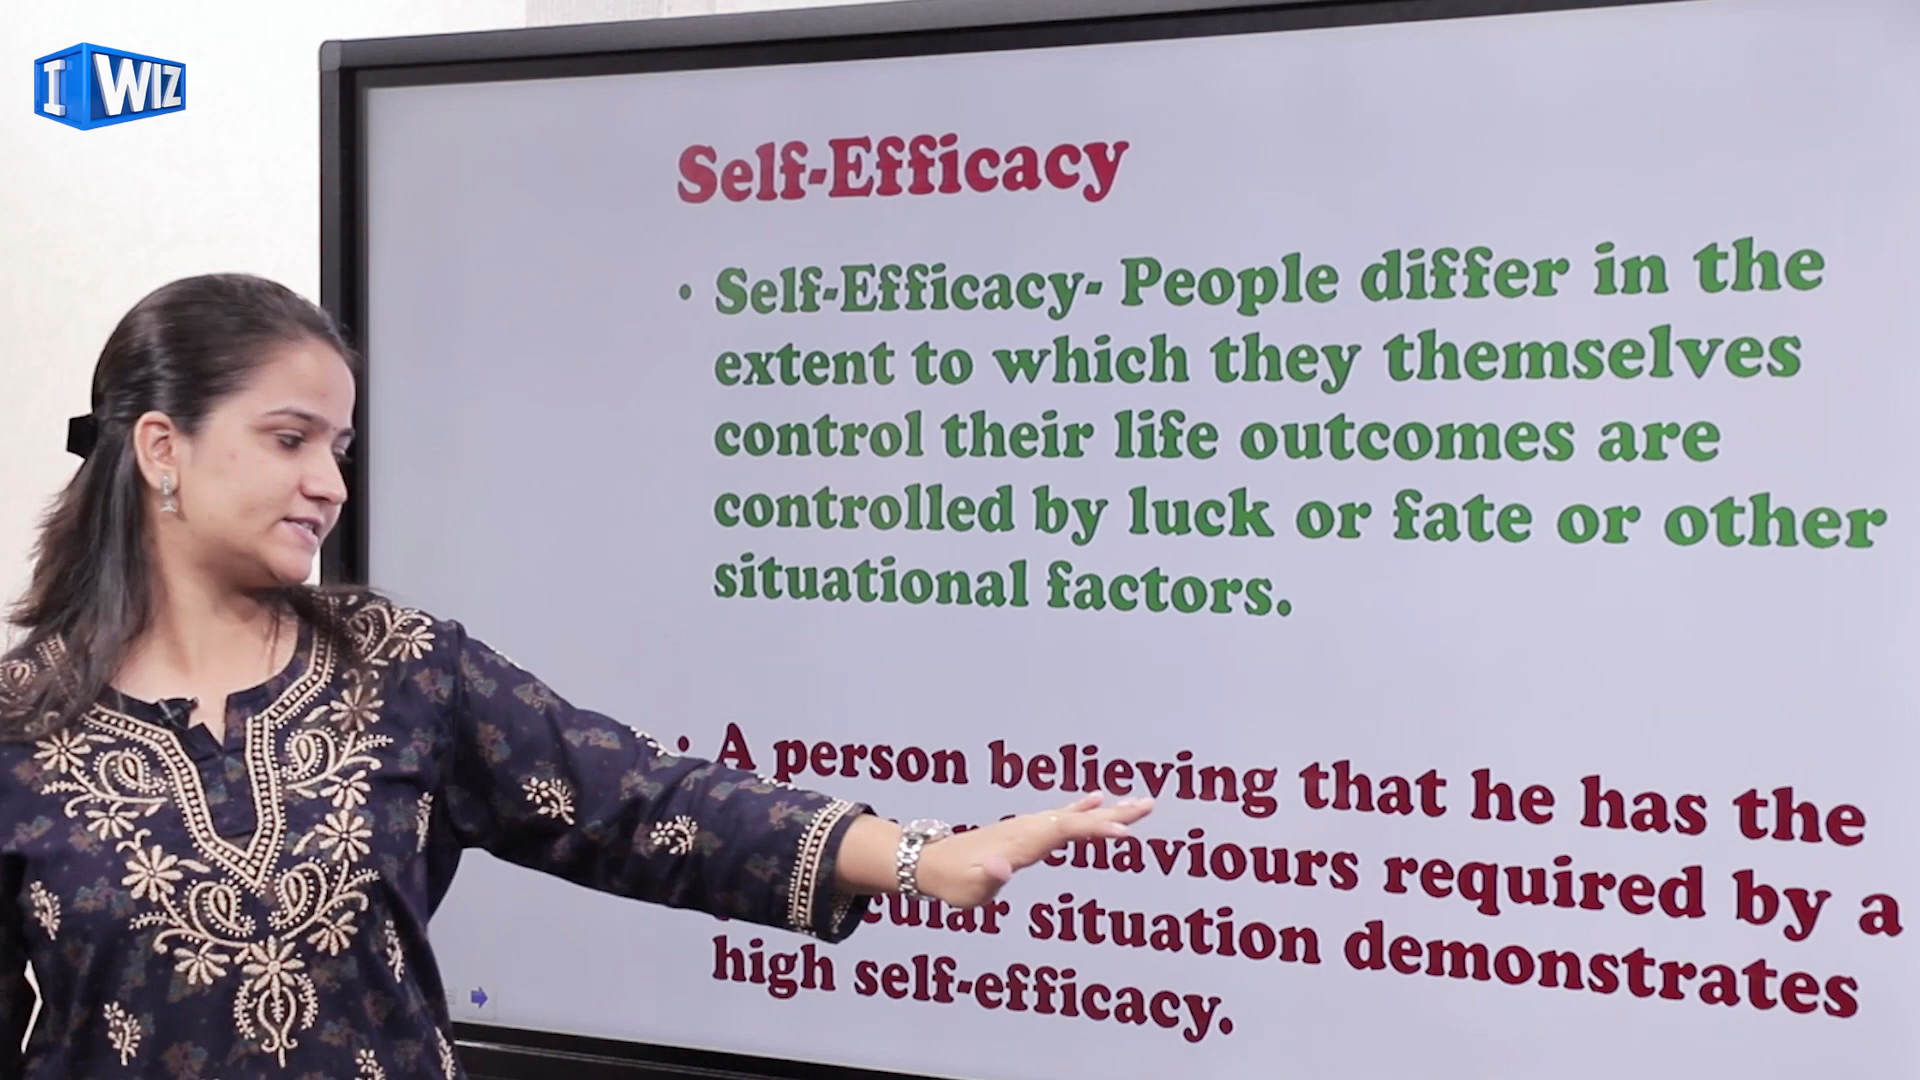 I WIZ
Self-Efficacy
• Self-Efficacy- People differ in the
extent to which they themselves
control their life outcomes are
controlled by luck or fate or other
situational factors.
• A person believing that he has the
required by a
situation demonstrates
high self-efficacy.